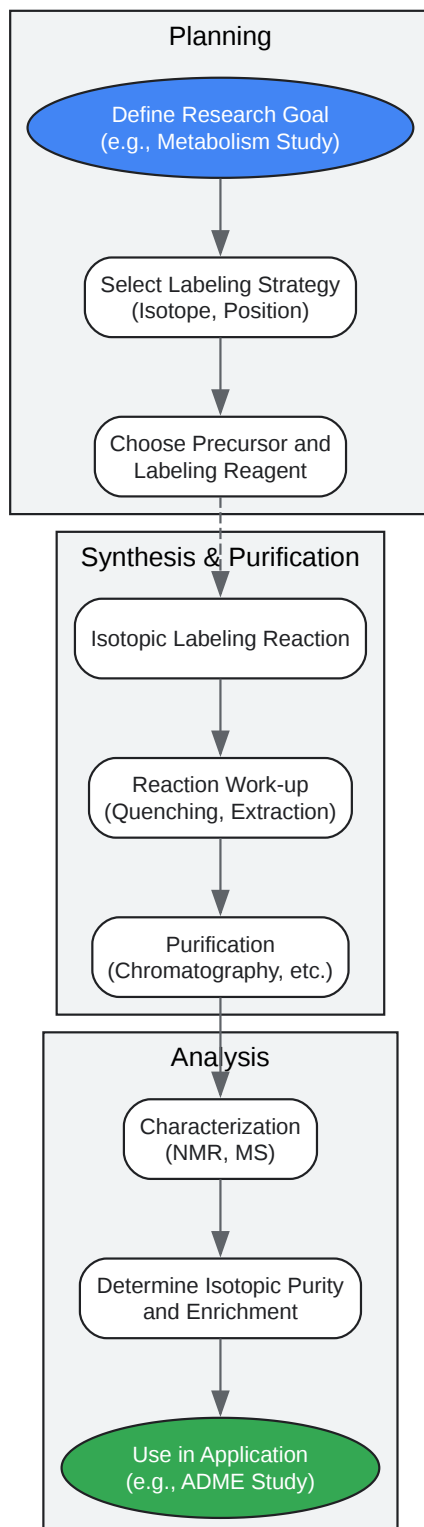 Planning
Define Research Goal
(e.g., Metabolism Study)
Select Labeling Strategy
(Isotope, Position)
Choose Precursor and
Labeling Reagent
Synthesis & Purification
Isotopic Labeling Reaction
Reaction Work-up
(Quenching, Extraction)
Purification
(Chromatography, etc.)
Analysis
Characterization
(NMR, MS)
Determine Isotopic Purity
and Enrichment
Use in Application
(e.g., ADME Study)